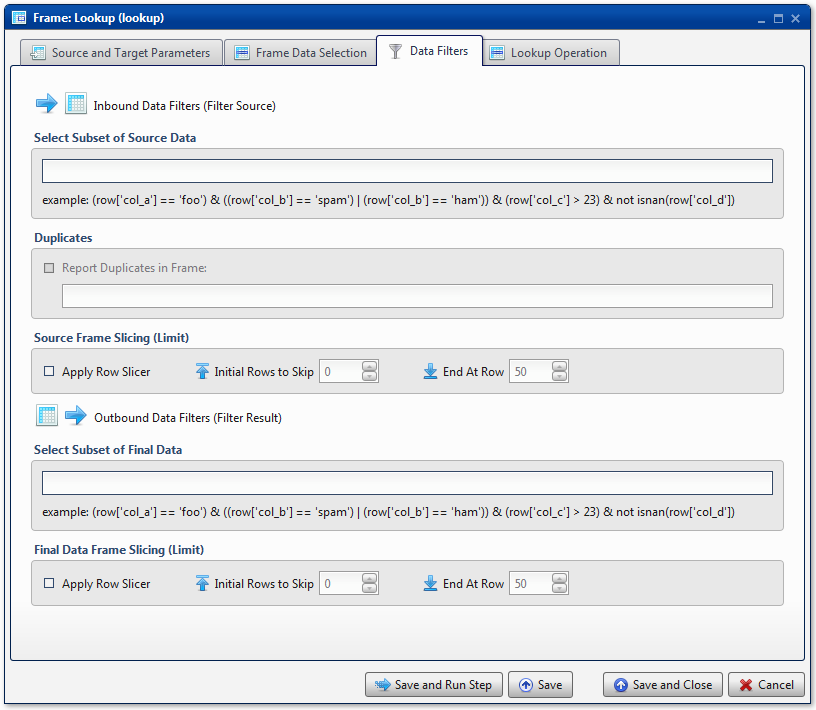 Frame: Lookup (lookup)
Source and Target Parameters
Frame Data Selection
Data Filters
Lookup Operation
Inbound Data Filters (Filter Source)
Select Subset of Source Data
example: (row['col_a'] == 'foo') & ((row['col_b'] == 'spam') | (row['col_b'] == 'ham')) & (row['col_c'] > 23) & not isnan(row['col_d'])
Duplicates
Report Duplicates in Frame:
Source Frame Slicing (Limit)
Apply Row Slicer Initial Rows to Skip 0 End At Row 50
Outbound Data Filters (Filter Result)
Select Subset of Final Data
example: (row['col_a'] == 'foo') & ((row['col_b'] == 'spam') | (row['col_b'] == 'ham')) & (row['col_c'] > 23) & not isnan(row['col_d'])
Final Data Frame Slicing (Limit)
Apply Row Slicer Initial Rows to Skip 0 End At Row 50
Save and Run Step Save Save and Close Cancel